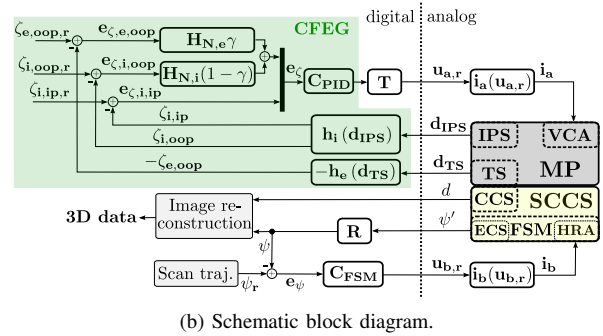 CFEG
digital
analog
ζe,oop,r
eζ,e,oop
HN,eγ
ζi,oop,r
eζ,i,oop
HN,i(1 − γ)
eζ
CPID
T
ua,r
ia(ua,r)
ia
ζi,ip,r
eζ,i,ip
ζi,ip
ζi,oop
hi (dIPS)
dIPS
IPS
VCA
MP
−ζe,oop
−he (dTS)
dTS
TS
d
CCS
SCCS
Image re-
construction
3D data
ψ
R
ψ′
ECS
FSM
HRA
Scan traj.
ψr
eψ
CFSM
ub,r
ib(ub,r)
ib
(b) Schematic block diagram.